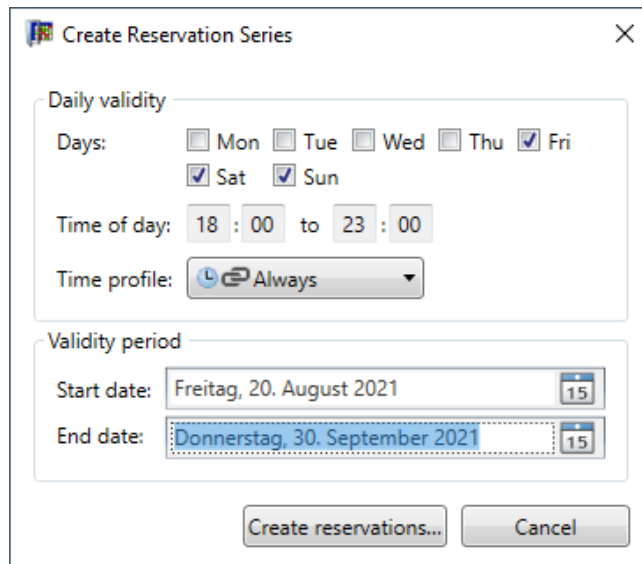 Create Reservation Series
Daily validity
Days: Mon Tue Wed Thu Fri
Sat Sun
Time of day: 18 : 00 to 23 : 00
Time profile: Always
Validity period
Start date: Freitag, 20. August 2021 15
End date: Donnerstag, 30. September 2021 15
Create reservations... Cancel